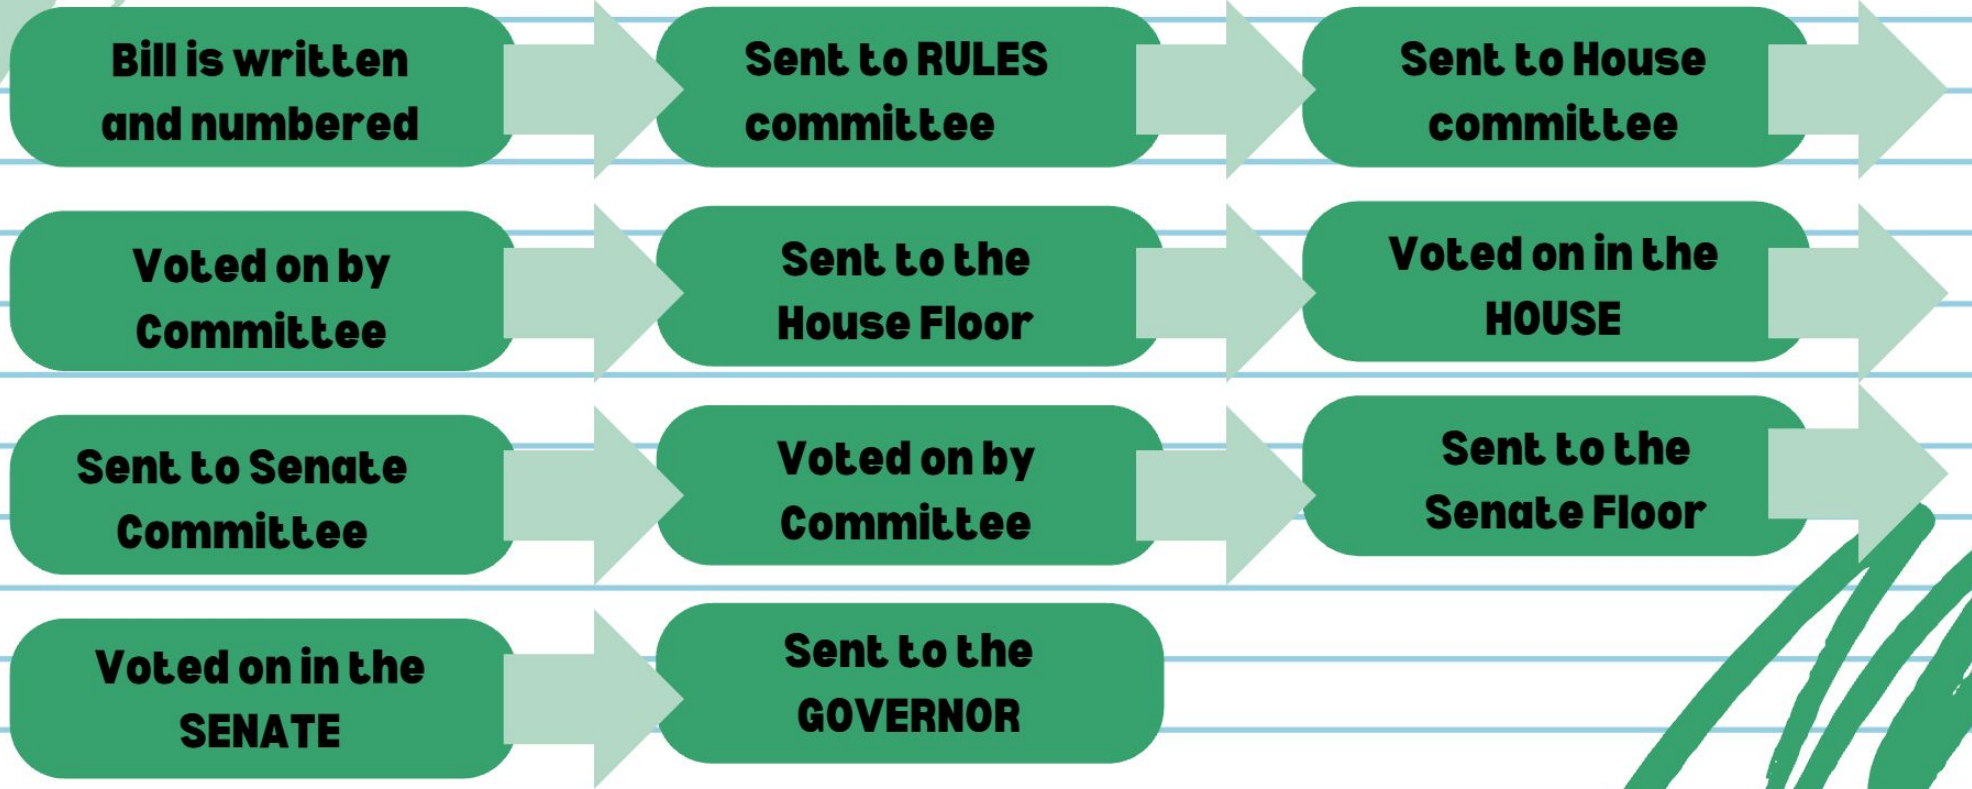 Bill is written
and numbered
Sent to RULES
committee
Sent to House
committee
Voted on by
Committee
Sent to the
House Floor
Voted on in the
HOUSE
Sent to Senate
Committee
Voted on by
Committee
Sent to the
Senate Floor
Voted on in the
SENATE
Sent to the
GOVERNOR